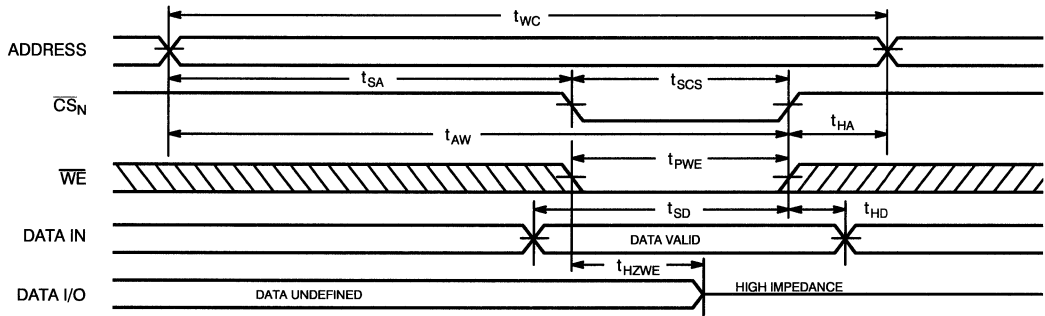 tWC
ADDRESS
tSA
tSCS
CSN
tAW
tHA
WE
tPWE
tSD
tHD
DATA IN
DATA VALID
tHZWE
DATA I/O
DATA UNDEFINED
HIGH IMPEDANCE